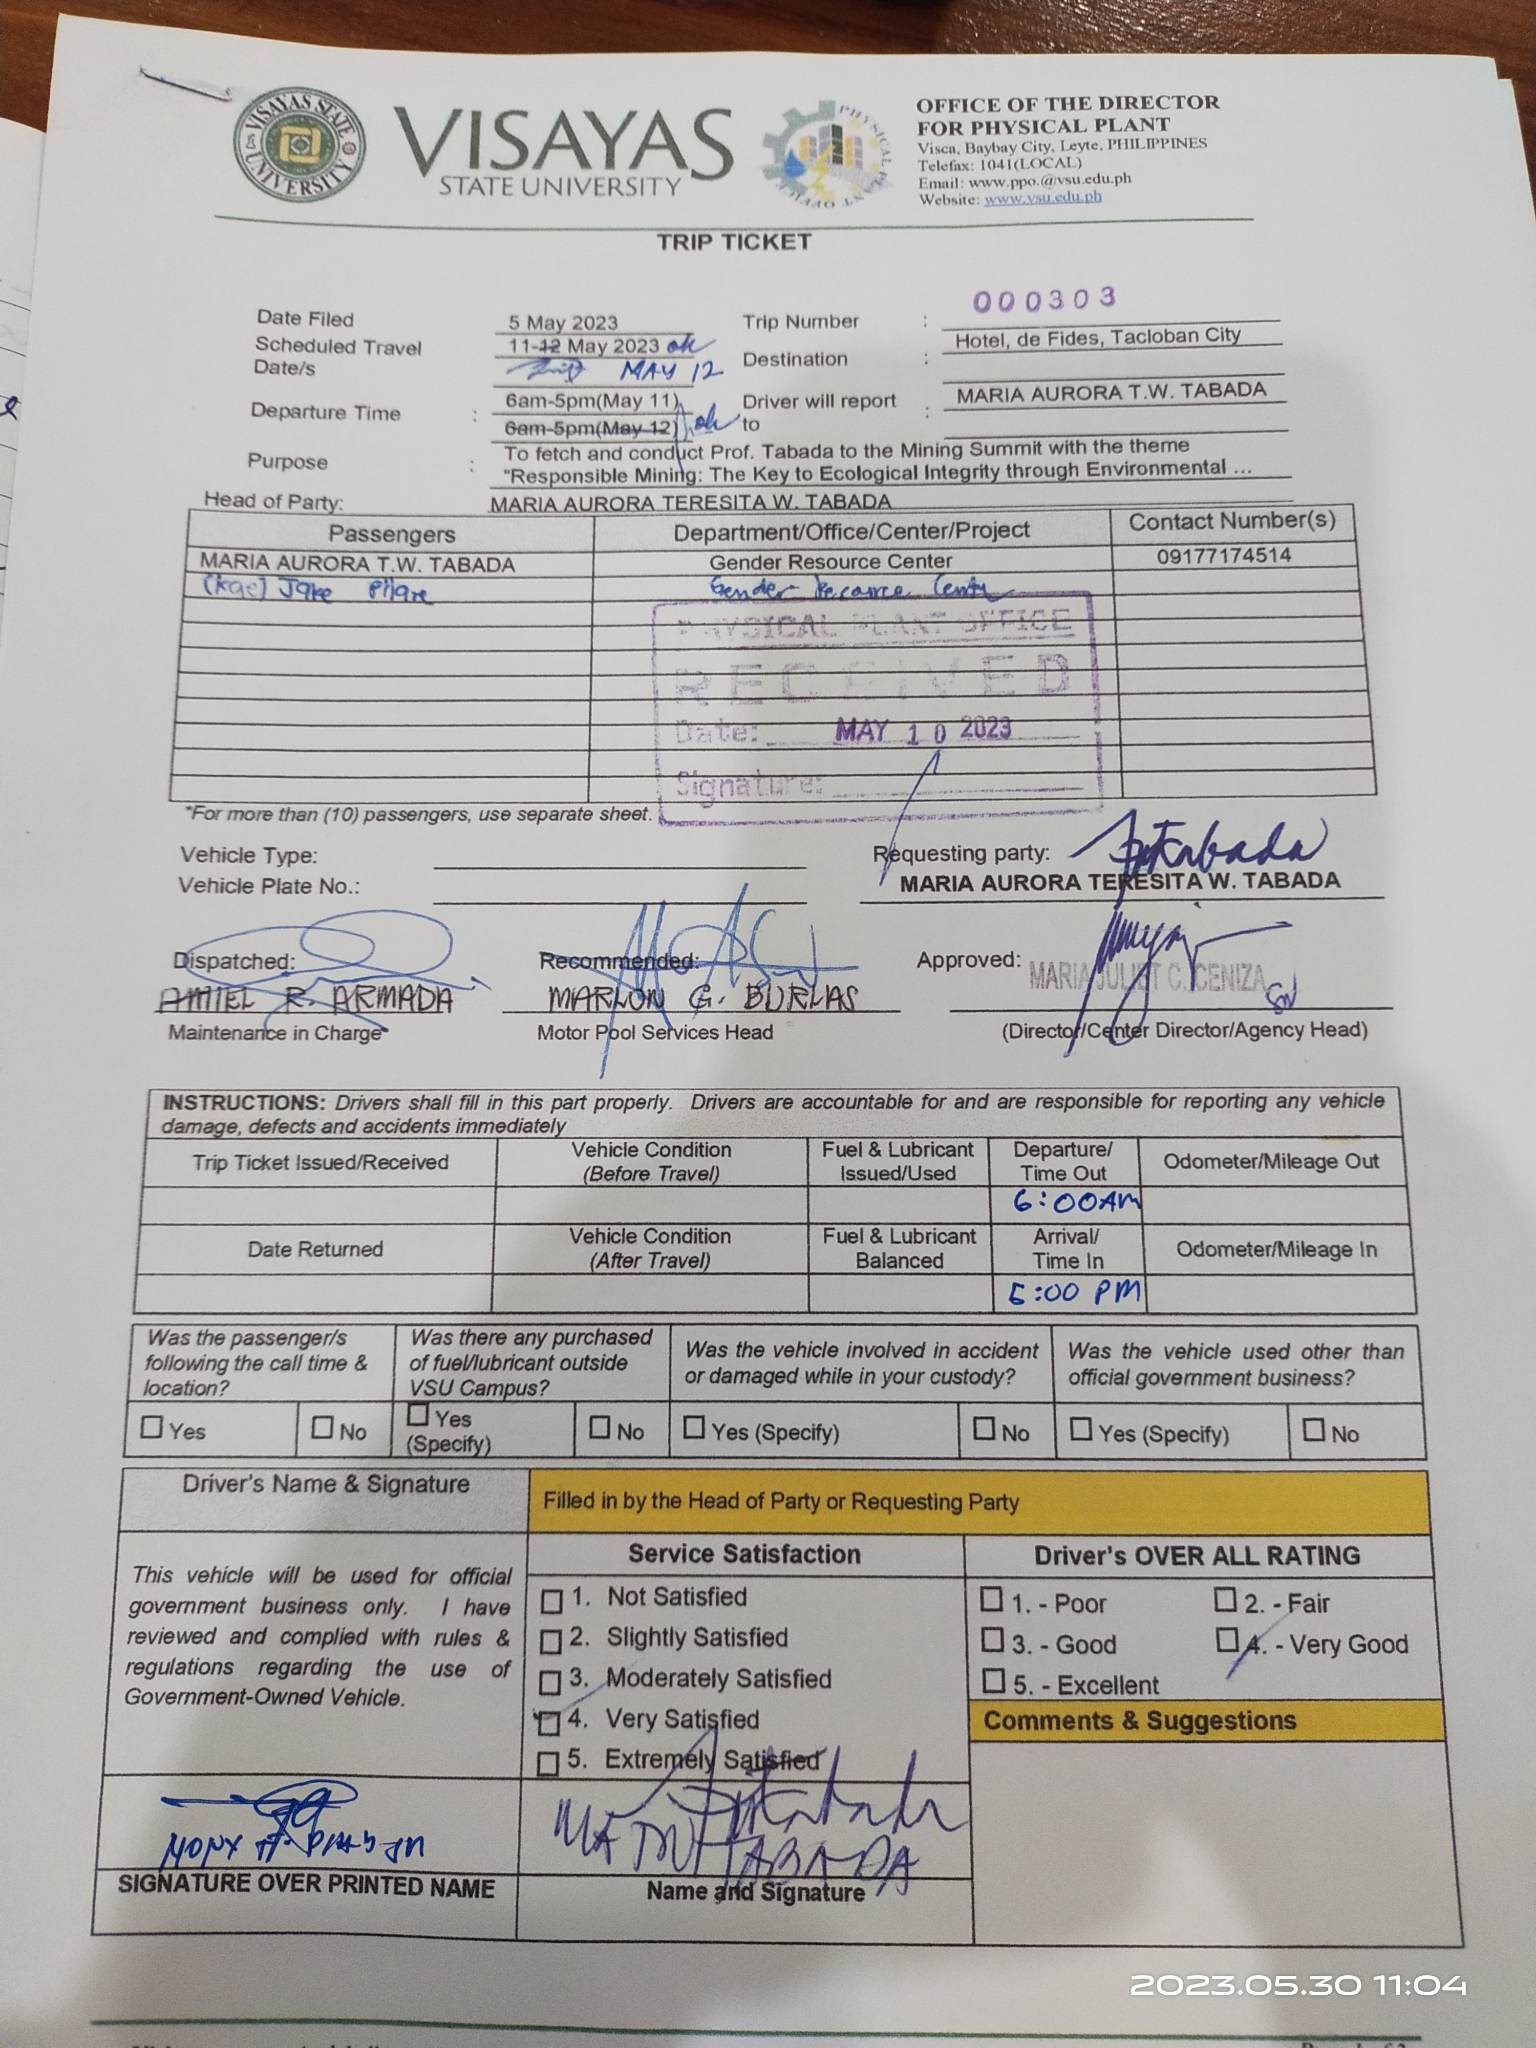 VISAYAS STATE UNIVERSITY
VISAYAS
STATE UNIVERSITY
PHYSICAL PLANT OFFICE
OFFICE OF THE DIRECTOR
FOR PHYSICAL PLANT
Visca, Baybay City, Leyte, PHILIPPINES
Telefax: 1041(LOCAL)
Email: www.ppo.@vsu.edu.ph
Website: www.vsu.edu.ph
TRIP TICKET
Date Filed 5 May 2023 Trip Number : 000303
Scheduled Travel Date/s 11-12 May 2023 ok MAY 12 Destination : Hotel, de Fides, Tacloban City
Departure Time : 6am-5pm(May 11) 6am-5pm(May 12) ok Driver will report to : MARIA AURORA T.W. TABADA
Purpose : To fetch and conduct Prof. Tabada to the Mining Summit with the theme
"Responsible Mining: The Key to Ecological Integrity through Environmental ...
Head of Party: MARIA AURORA TERESITA W. TABADA
Passengers Department/Office/Center/Project Contact Number(s)
MARIA AURORA T.W. TABADA Gender Resource Center 09177174514
(Kae) Jake Pilare Gender Resource Center
PHYSICAL PLANT OFFICE
RECEIVED
Date: MAY 10 2023
Signature:
*For more than (10) passengers, use separate sheet.
Vehicle Type:
Vehicle Plate No.:
Requesting party:
MARIA AURORA TERESITA W. TABADA
Dispatched: Recommended: Approved: MARIA JULIET C. CENIZA
AMIEL R. ARMADA MARLON G. BURLAS
Maintenance in Charge Motor Pool Services Head (Director/Center Director/Agency Head)
INSTRUCTIONS: Drivers shall fill in this part properly. Drivers are accountable for and are responsible for reporting any vehicle
damage, defects and accidents immediately
Trip Ticket Issued/Received Vehicle Condition (Before Travel) Fuel & Lubricant Issued/Used Departure/ Time Out Odometer/Mileage Out
6:00AM
Date Returned Vehicle Condition (After Travel) Fuel & Lubricant Balanced Arrival/ Time In Odometer/Mileage In
5:00 PM
Was the passenger/s following the call time & location? Was there any purchased of fuel/lubricant outside VSU Campus? Was the vehicle involved in accident or damaged while in your custody? Was the vehicle used other than official government business?
Yes No Yes (Specify) No Yes (Specify) No Yes (Specify) No
Driver's Name & Signature
Filled in by the Head of Party or Requesting Party
This vehicle will be used for official
government business only. I have
reviewed and complied with rules &
regulations regarding the use of
Government-Owned Vehicle.
Service Satisfaction
1. Not Satisfied
2. Slightly Satisfied
3. Moderately Satisfied
4. Very Satisfied
5. Extremely Satisfied
Driver's OVER ALL RATING
1. - Poor 2. - Fair
3. - Good 4. - Very Good
5. - Excellent
Comments & Suggestions
TABADA
SIGNATURE OVER PRINTED NAME
Name and Signature
2023.05.30 11:04